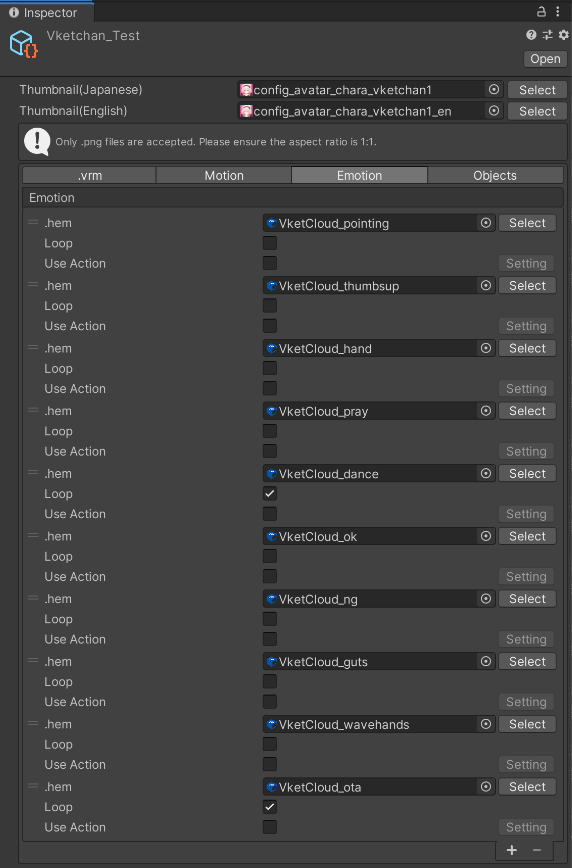 Inspector
Vketchan_Test
Open
Thumbnail(Japanese) config_avatar_chara_vketchan1 Select
Thumbnail(English) config_avatar_chara_vketchan1_en Select
Only .png files are accepted. Please ensure the aspect ratio is 1:1.
.vrm Motion Emotion Objects
Emotion
.hem VketCloud_pointing Select
Loop
Use Action Setting
.hem VketCloud_thumbsup Select
Loop
Use Action Setting
.hem VketCloud_hand Select
Loop
Use Action Setting
.hem VketCloud_pray Select
Loop
Use Action Setting
.hem VketCloud_dance Select
Loop
Use Action Setting
.hem VketCloud_ok Select
Loop
Use Action Setting
.hem VketCloud_ng Select
Loop
Use Action Setting
.hem VketCloud_guts Select
Loop
Use Action Setting
.hem VketCloud_wavehands Select
Loop
Use Action Setting
.hem VketCloud_ota Select
Loop
Use Action Setting